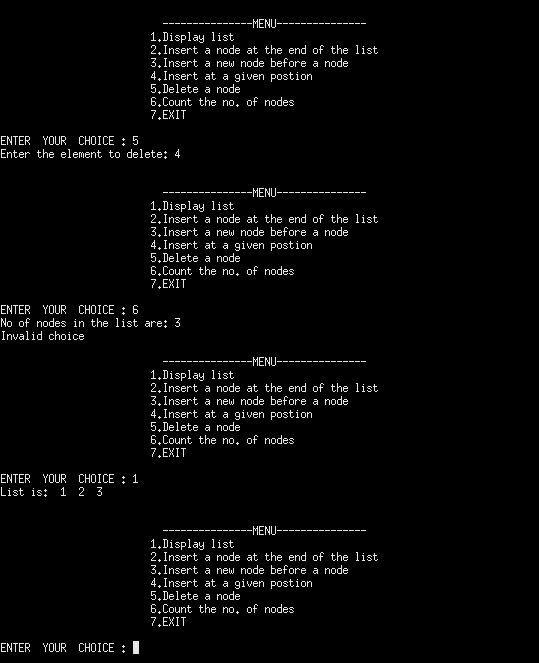 ---------------MENU---------------
1.Display list
2.Insert a node at the end of the list
3.Insert a new node before a node
4.Insert at a given postion
5.Delete a node
6.Count the no. of nodes
7.EXIT
ENTER  YOUR  CHOICE : 5
Enter the element to delete: 4
---------------MENU---------------
1.Display list
2.Insert a node at the end of the list
3.Insert a new node before a node
4.Insert at a given postion
5.Delete a node
6.Count the no. of nodes
7.EXIT
ENTER  YOUR  CHOICE : 6
No of nodes in the list are: 3
Invalid choice
---------------MENU---------------
1.Display list
2.Insert a node at the end of the list
3.Insert a new node before a node
4.Insert at a given postion
5.Delete a node
6.Count the no. of nodes
7.EXIT
ENTER  YOUR  CHOICE : 1
List is:  1  2  3
---------------MENU---------------
1.Display list
2.Insert a node at the end of the list
3.Insert a new node before a node
4.Insert at a given postion
5.Delete a node
6.Count the no. of nodes
7.EXIT
ENTER  YOUR  CHOICE :